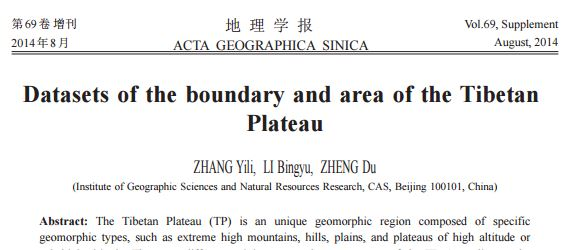 第69卷增刊
2014年8月
地理学报
ACTA GEOGRAPHICA SINICA
Vol.69, Supplement
August, 2014
Datasets of the boundary and area of the Tibetan
Plateau
ZHANG Yili, LI Bingyu, ZHENG Du
(Institute of Geographic Sciences and Natural Resources Research, CAS, Beijing 100101, China)
Abstract: The Tibetan Plateau (TP) is an unique geomorphic region composed of specific
geomorphic types, such as extreme high mountains, hills, plains, and plateaus of high altitude or